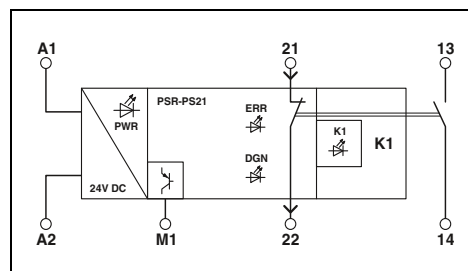 A1
21
13
PSR-PS21
ERR
PWR
K1
K1
DGN
24V DC
A2
M1
22
14